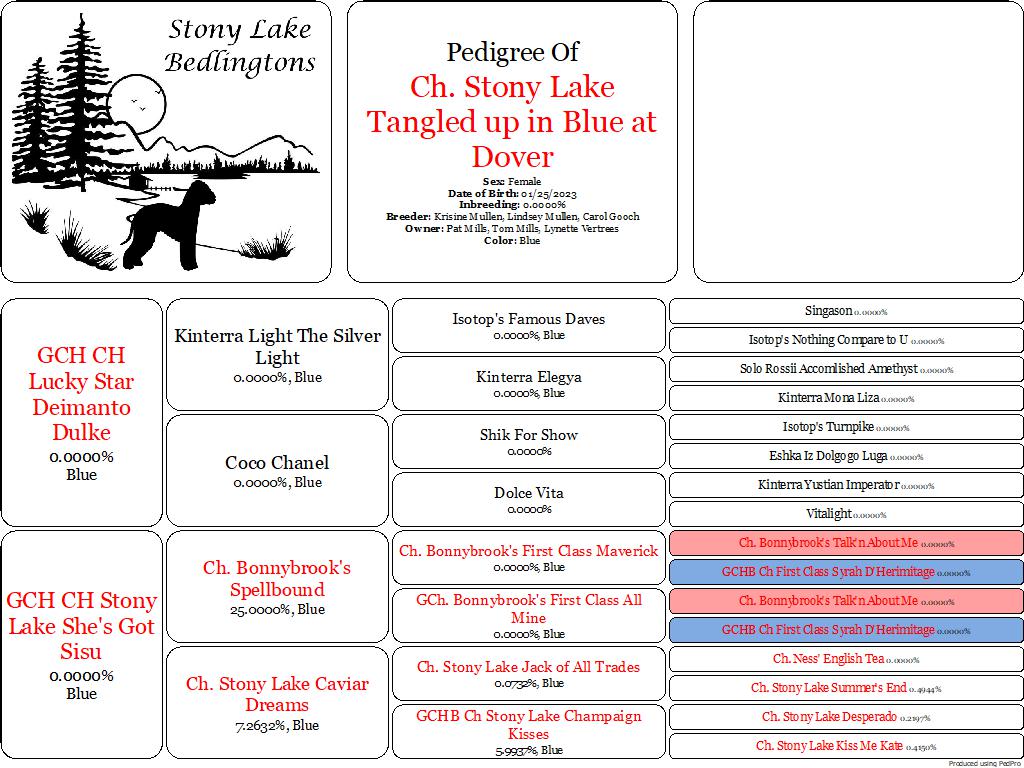 Stony Lake
Bedlingtons
Pedigree Of
Ch. Stony Lake
Tangled up in Blue at
Dover
Sex: Female
Date of Birth: 01/25/2023
Inbreeding: 0.0000%
Breeder: Krisine Mullen, Lindsey Mullen, Carol Gooch
Owner: Pat Mills, Tom Mills, Lynette Vertrees
Color: Blue
GCH CH
Lucky Star
Deimanto
Dulke
0.0000%
Blue
GCH CH Stony
Lake She's Got
Sisu
0.0000%
Blue
Kinterra Light The Silver
Light
0.0000%, Blue
Coco Chanel
0.0000%, Blue
Ch. Bonnybrook's
Spellbound
25.0000%, Blue
Ch. Stony Lake Caviar
Dreams
7.2632%, Blue
Isotop's Famous Daves
0.0000%, Blue
Kinterra Elegya
0.0000%, Blue
Shik For Show
0.0000%
Dolce Vita
0.0000%
Ch. Bonnybrook's First Class Maverick
0.0000%, Blue
GCh. Bonnybrook's First Class All
Mine
0.0000%, Blue
Ch. Stony Lake Jack of All Trades
0.0732%, Blue
GCHB Ch Stony Lake Champaign
Kisses
5.9937%, Blue
Singason 0.0000%
Isotop's Nothing Compare to U 0.0000%
Solo Rossii Accomlished Amethyst 0.0000%
Kinterra Mona Liza 0.0000%
Isotop's Turnpike 0.0000%
Eshka Iz Dolgogo Luga 0.0000%
Kinterra Yustian Imperator 0.0000%
Vitalight 0.0000%
Ch. Bonnybrook's Talk'n About Me 0.0000%
GCHB Ch First Class Syrah D'Herimitage 0.0000%
Ch. Bonnybrook's Talk'n About Me 0.0000%
GCHB Ch First Class Syrah D'Herimitage 0.0000%
Ch. Ness' English Tea 0.0000%
Ch. Stony Lake Summer's End 0.4944%
Ch. Stony Lake Desperado 0.2197%
Ch. Stony Lake Kiss Me Kate 0.4150%
Produced using PedPro